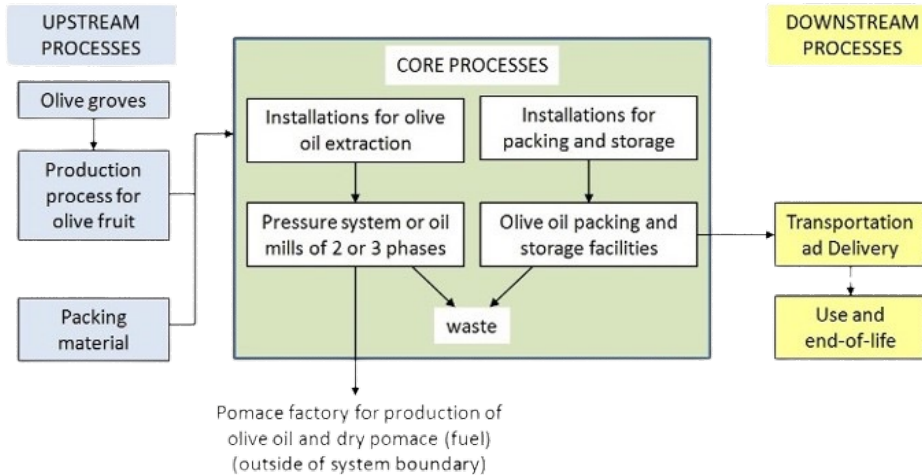 UPSTREAM
PROCESSES
Olive groves
Production
process for
olive fruit
Packing
material
CORE PROCESSES
Installations for olive
oil extraction
Pressure system or oil
mills of 2 or 3 phases
Installations for
packing and storage
Olive oil packing and
storage facilities
waste
Pomace factory for production of
olive oil and dry pomace (fuel)
(outside of system boundary)
DOWNSTREAM
PROCESSES
Transportation
ad Delivery
Use and
end-of-life